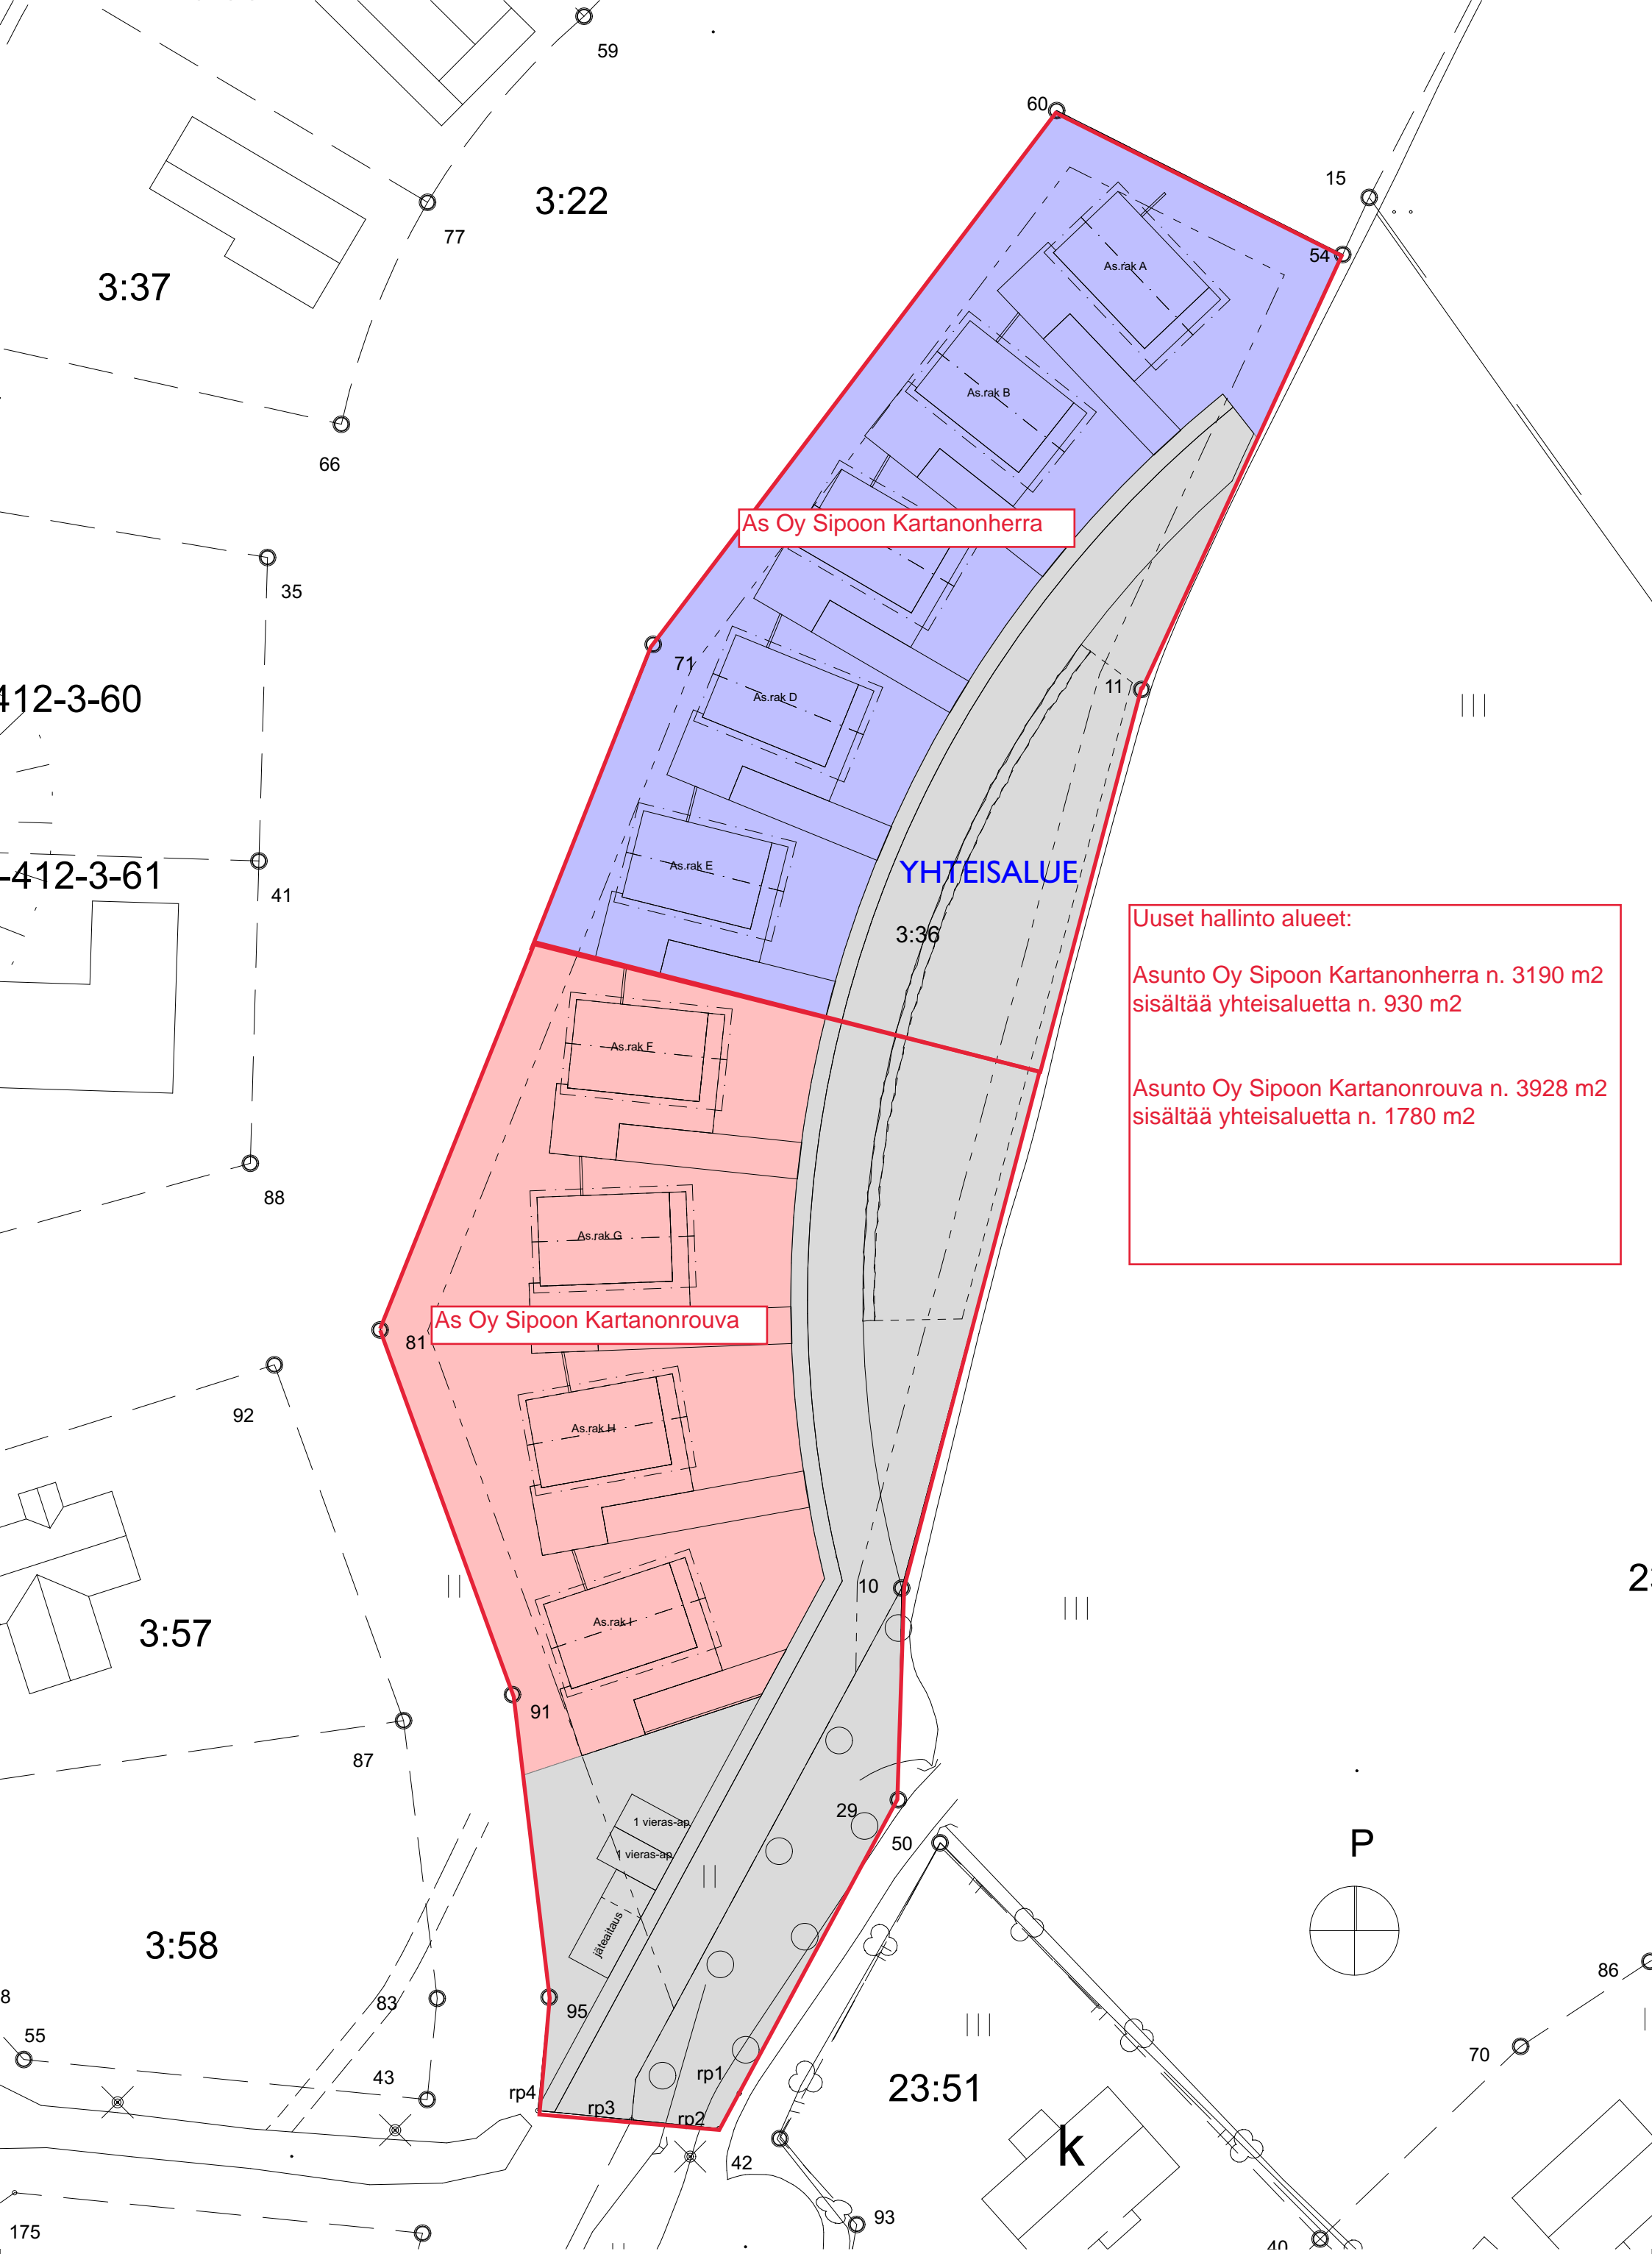 59
60
15
3:22
77
54
3:37
As.rak A
As.rak B
66
As Oy Sipoon Kartanonherra
35
71
11
412-3-60
As.rak D
As.rak E
YHTEISALUE
-412-3-61
41
3:36
Uuset hallinto alueet:
Asunto Oy Sipoon Kartanonherra n. 3190 m2
sisältää yhteisaluetta n. 930 m2
Asunto Oy Sipoon Kartanonrouva n. 3928 m2
sisältää yhteisaluetta n. 1780 m2
As.rak F
88
As.rak G
As Oy Sipoon Kartanonrouva
81
92
As.rak H
10
As.rak I
3:57
91
87
29
1 vieras-ap
50
P
1 vieras-ap
jäteaitaus
3:58
86
8
83
95
55
70
43
rp1
23:51
rp4
rp3
rp2
k
42
93
175
40